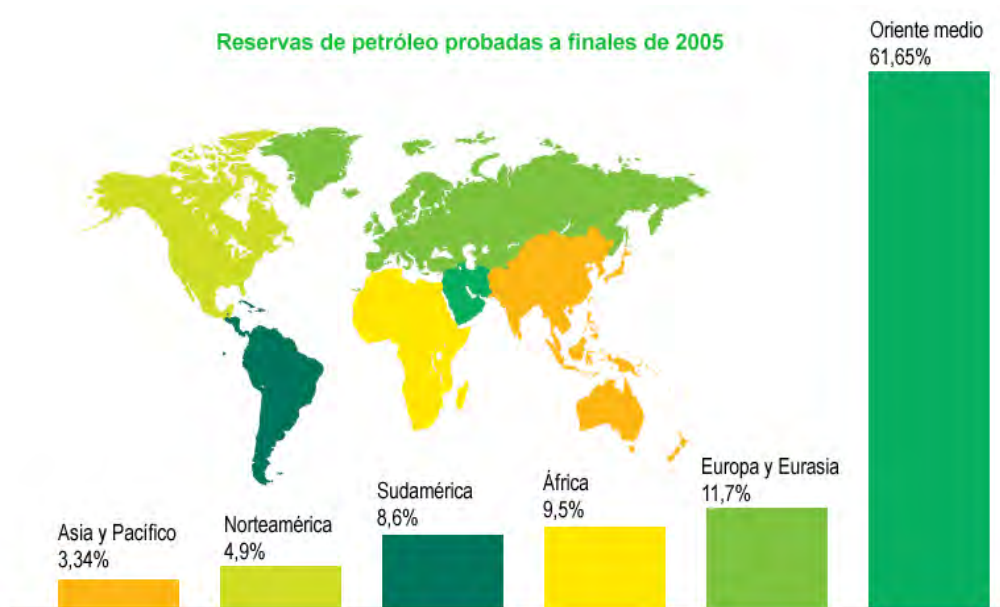 Reservas de petróleo probadas a finales de 2005
Oriente medio
61,65%
Asia y Pacífico
3,34%
Norteamérica
4,9%
Sudamérica
8,6%
África
9,5%
Europa y Eurasia
11,7%